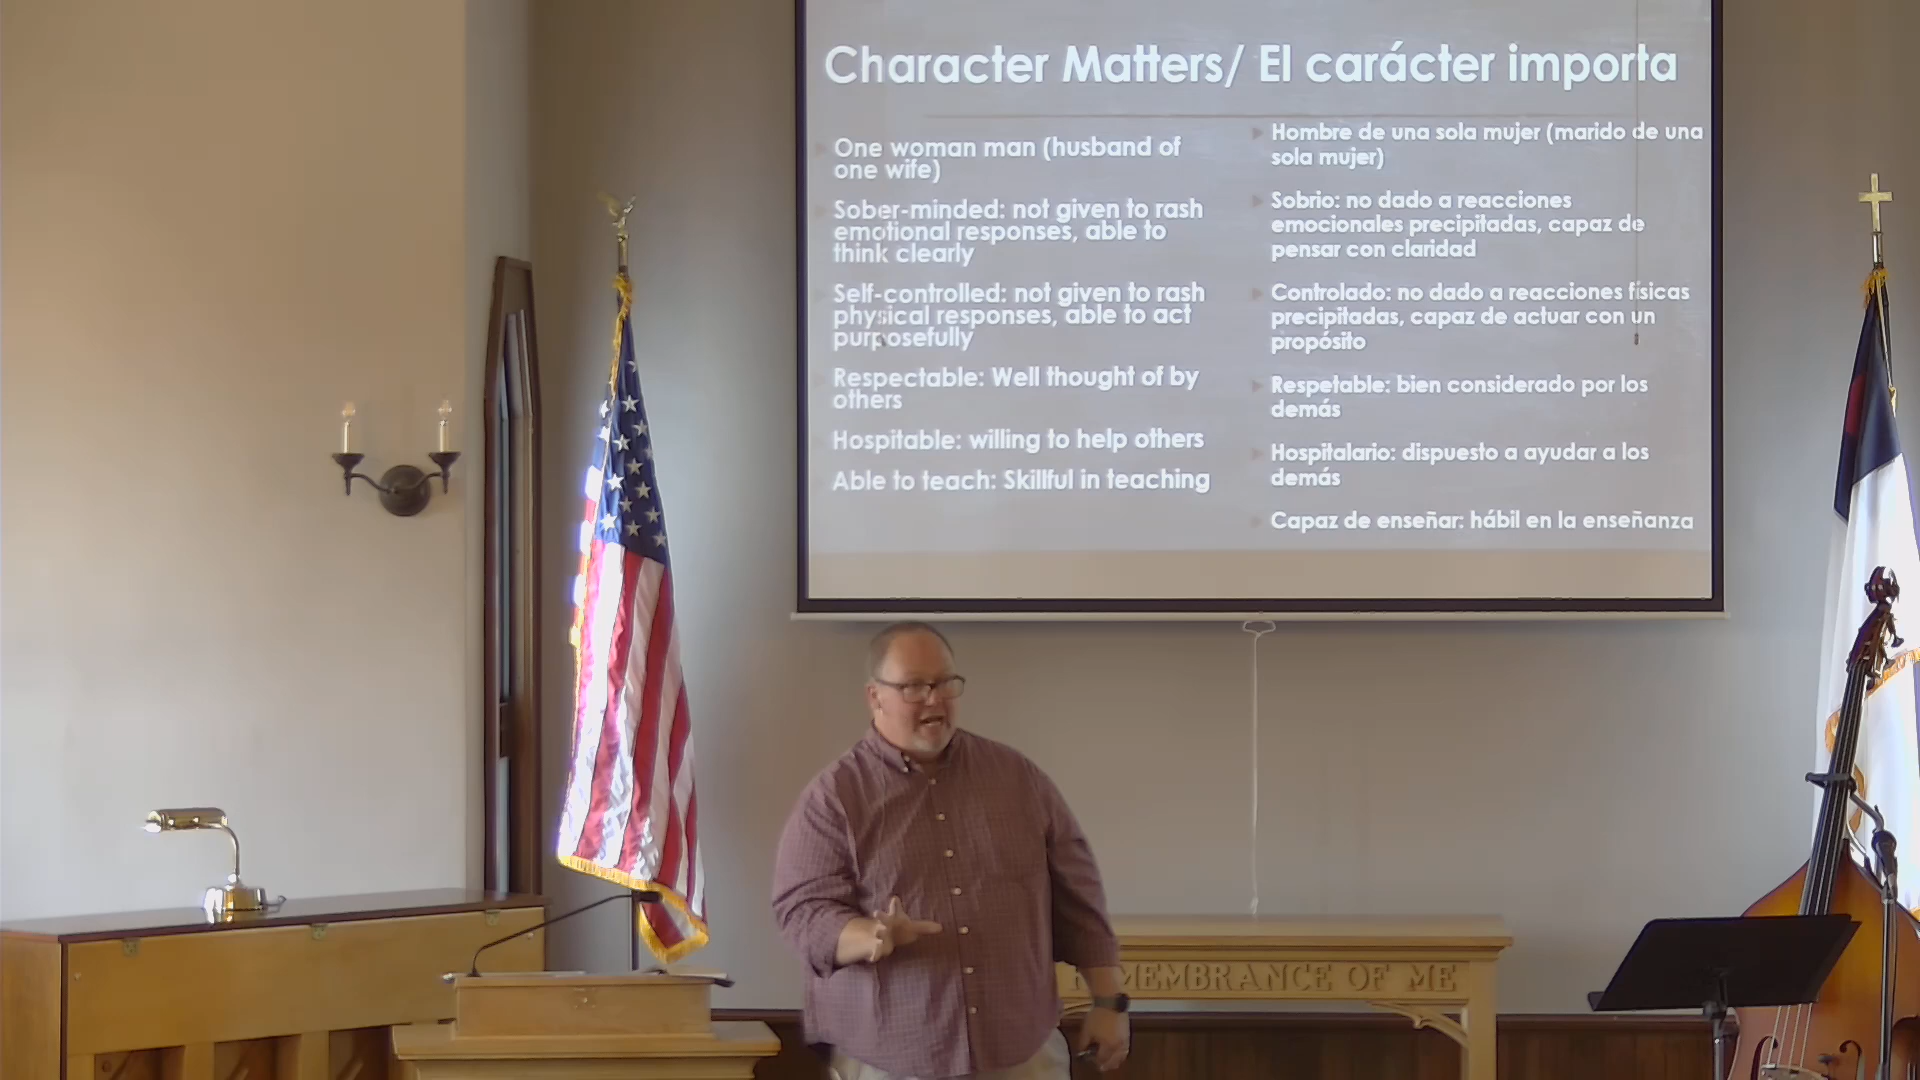 Character Matters/ El carácter importa
One woman man (husband of
one wife)
Sober-minded: not given to rash
emotional responses, able to
think clearly
Self-controlled: not given to rash
physical responses, able to act
purposefully
Respectable: Well thought of by
others
Hospitable: willing to help others
Able to teach: Skillful in teaching
Hombre de una sola mujer (marido de una
sola mujer)
Sobrio: no dado a reacciones
emocionales precipitadas, capaz de
pensar con claridad
Controlado: no dado a reacciones físicas
precipitadas, capaz de actuar con un
propósito
Respetable: bien considerado por los
demás
Hospitalario: dispuesto a ayudar a los
demás
Capaz de enseñar: hábil en la enseñanza
OF ME